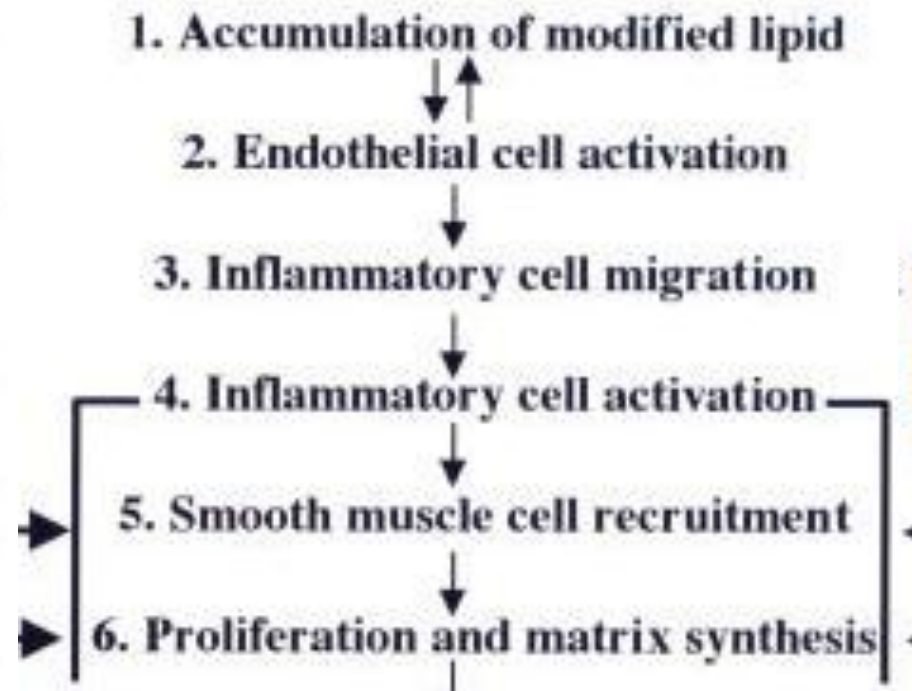 1. Accumulation of modified lipid
2. Endothelial cell activation
3. Inflammatory cell migration
4. Inflammatory cell activation
5. Smooth muscle cell recruitment
6. Proliferation and matrix synthesis